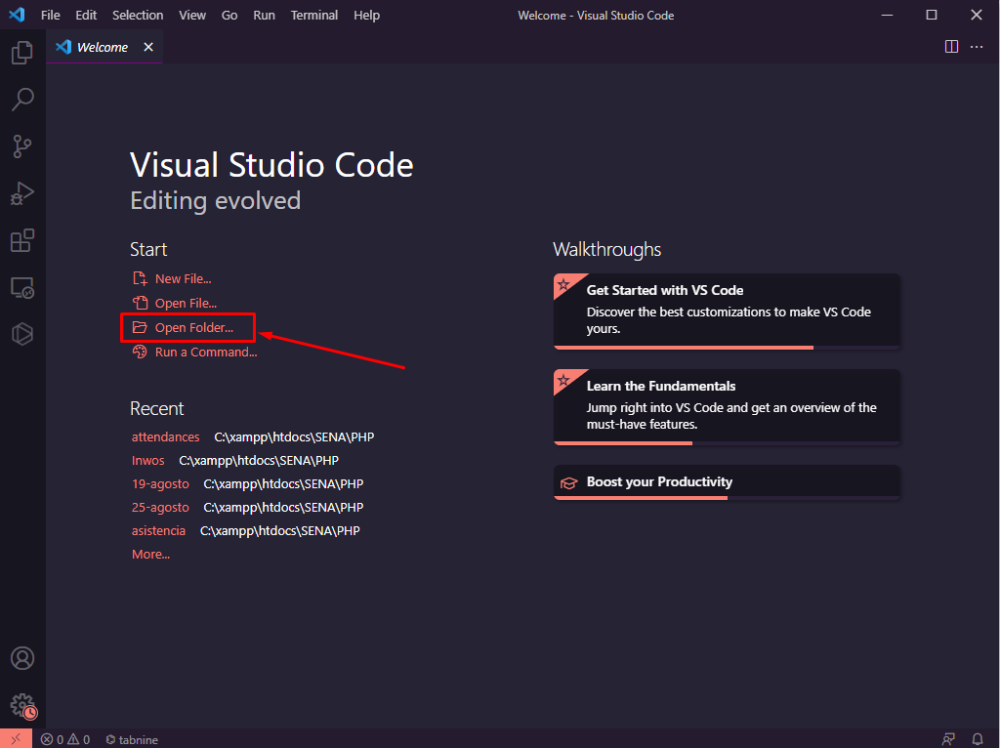 File Edit Selection View Go Run Terminal Help Welcome - Visual Studio Code
Welcome
Visual Studio Code
Editing evolved
Start
New File...
Open File...
Open Folder...
Run a Command...
Recent
attendances C:\xampp\htdocs\SENA\PHP
Inwos C:\xampp\htdocs\SENA\PHP
19-agosto C:\xampp\htdocs\SENA\PHP
25-agosto C:\xampp\htdocs\SENA\PHP
asistencia C:\xampp\htdocs\SENA\PHP
More...
Walkthroughs
Get Started with VS Code
Discover the best customizations to make VS Code
yours.
Learn the Fundamentals
Jump right into VS Code and get an overview of the
must-have features.
Boost your Productivity
0 0 tabnine